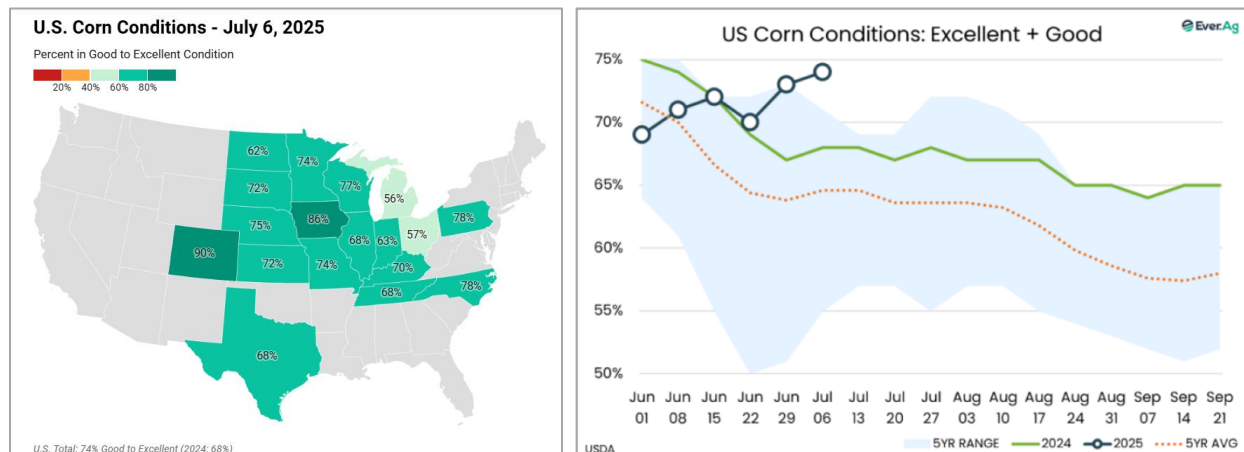 U.S. Corn Conditions - July 6, 2025
Percent in Good to Excellent Condition
20% 40% 60% 80%
62%
74%
72%
77%
56%
75%
86%
78%
90%
68%
63%
57%
72%
74%
70%
68%
78%
68%
U.S. Total: 74% Good to Excellent (2024: 68%)
Ever.Ag
US Corn Conditions: Excellent + Good
75%
70%
65%
60%
55%
50%
Jun Jun Jun Jun Jun Jul Jul Jul Jul Aug Aug Aug Aug Aug Sep Sep Sep
01 08 15 22 29 06 13 20 27 03 10 17 24 31 07 14 21
USDA
5YR RANGE 2024 2025 5YR AVG